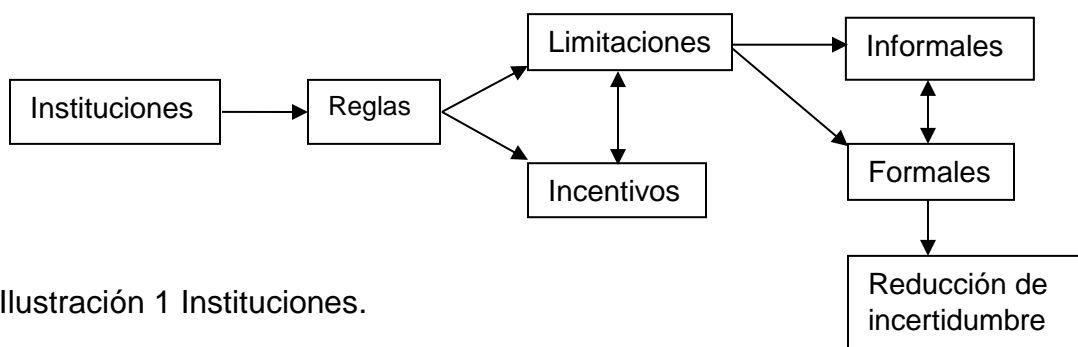 Limitaciones
Informales
Instituciones
Reglas
Formales
Incentivos
Reducción de
incertidumbre
Ilustración 1 Instituciones.